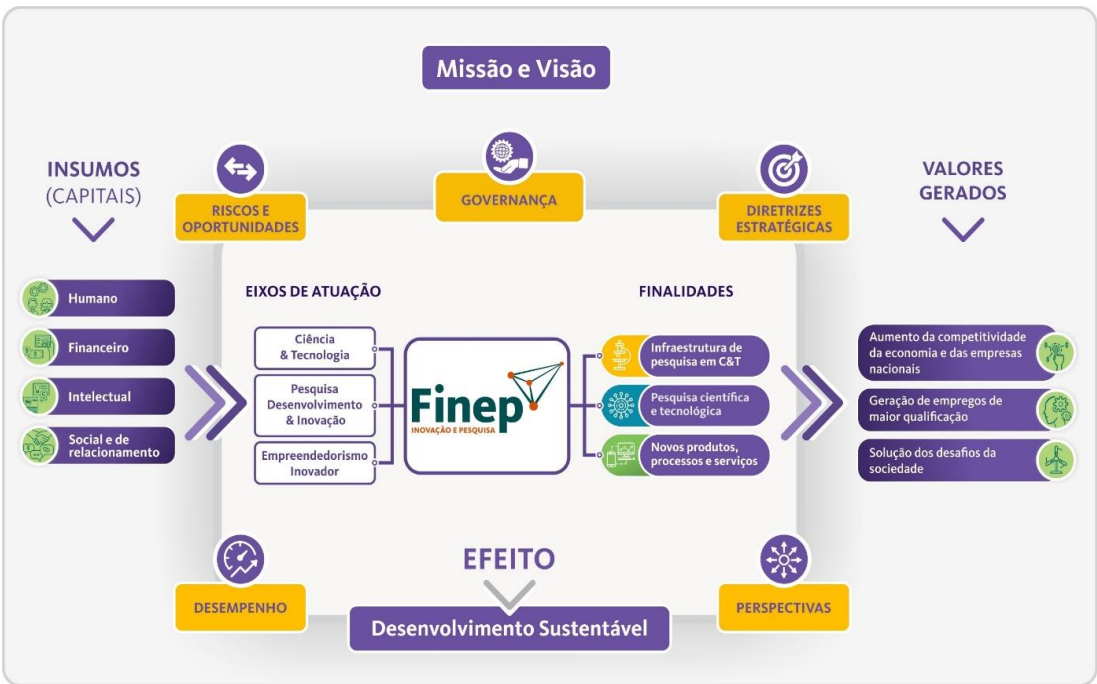 Missão e Visão
INSUMOS
(CAPITAIS)
RISCOS E
OPORTUNIDADES
GOVERNANÇA
DIRETRIZES
ESTRATÉGICAS
VALORES
GERADOS
Humano
Financeiro
Intelectual
Social e de
relacionamento
EIXOS DE ATUAÇÃO
Ciência
& Tecnologia
Pesquisa
Desenvolvimento
& Inovação
Empreendedorismo
Inovador
Finep
INOVAÇÃO E PESQUISA
FINALIDADES
Infraestrutura de
pesquisa em C&T
Pesquisa científica
e tecnológica
Novos produtos,
processos e serviços
Aumento da competitividade
da economia e das empresas
nacionais
Geração de empregos de
maior qualificação
Solução dos desafios da
sociedade
DESEMPENHO
EFEITO
Desenvolvimento Sustentável
PERSPECTIVAS